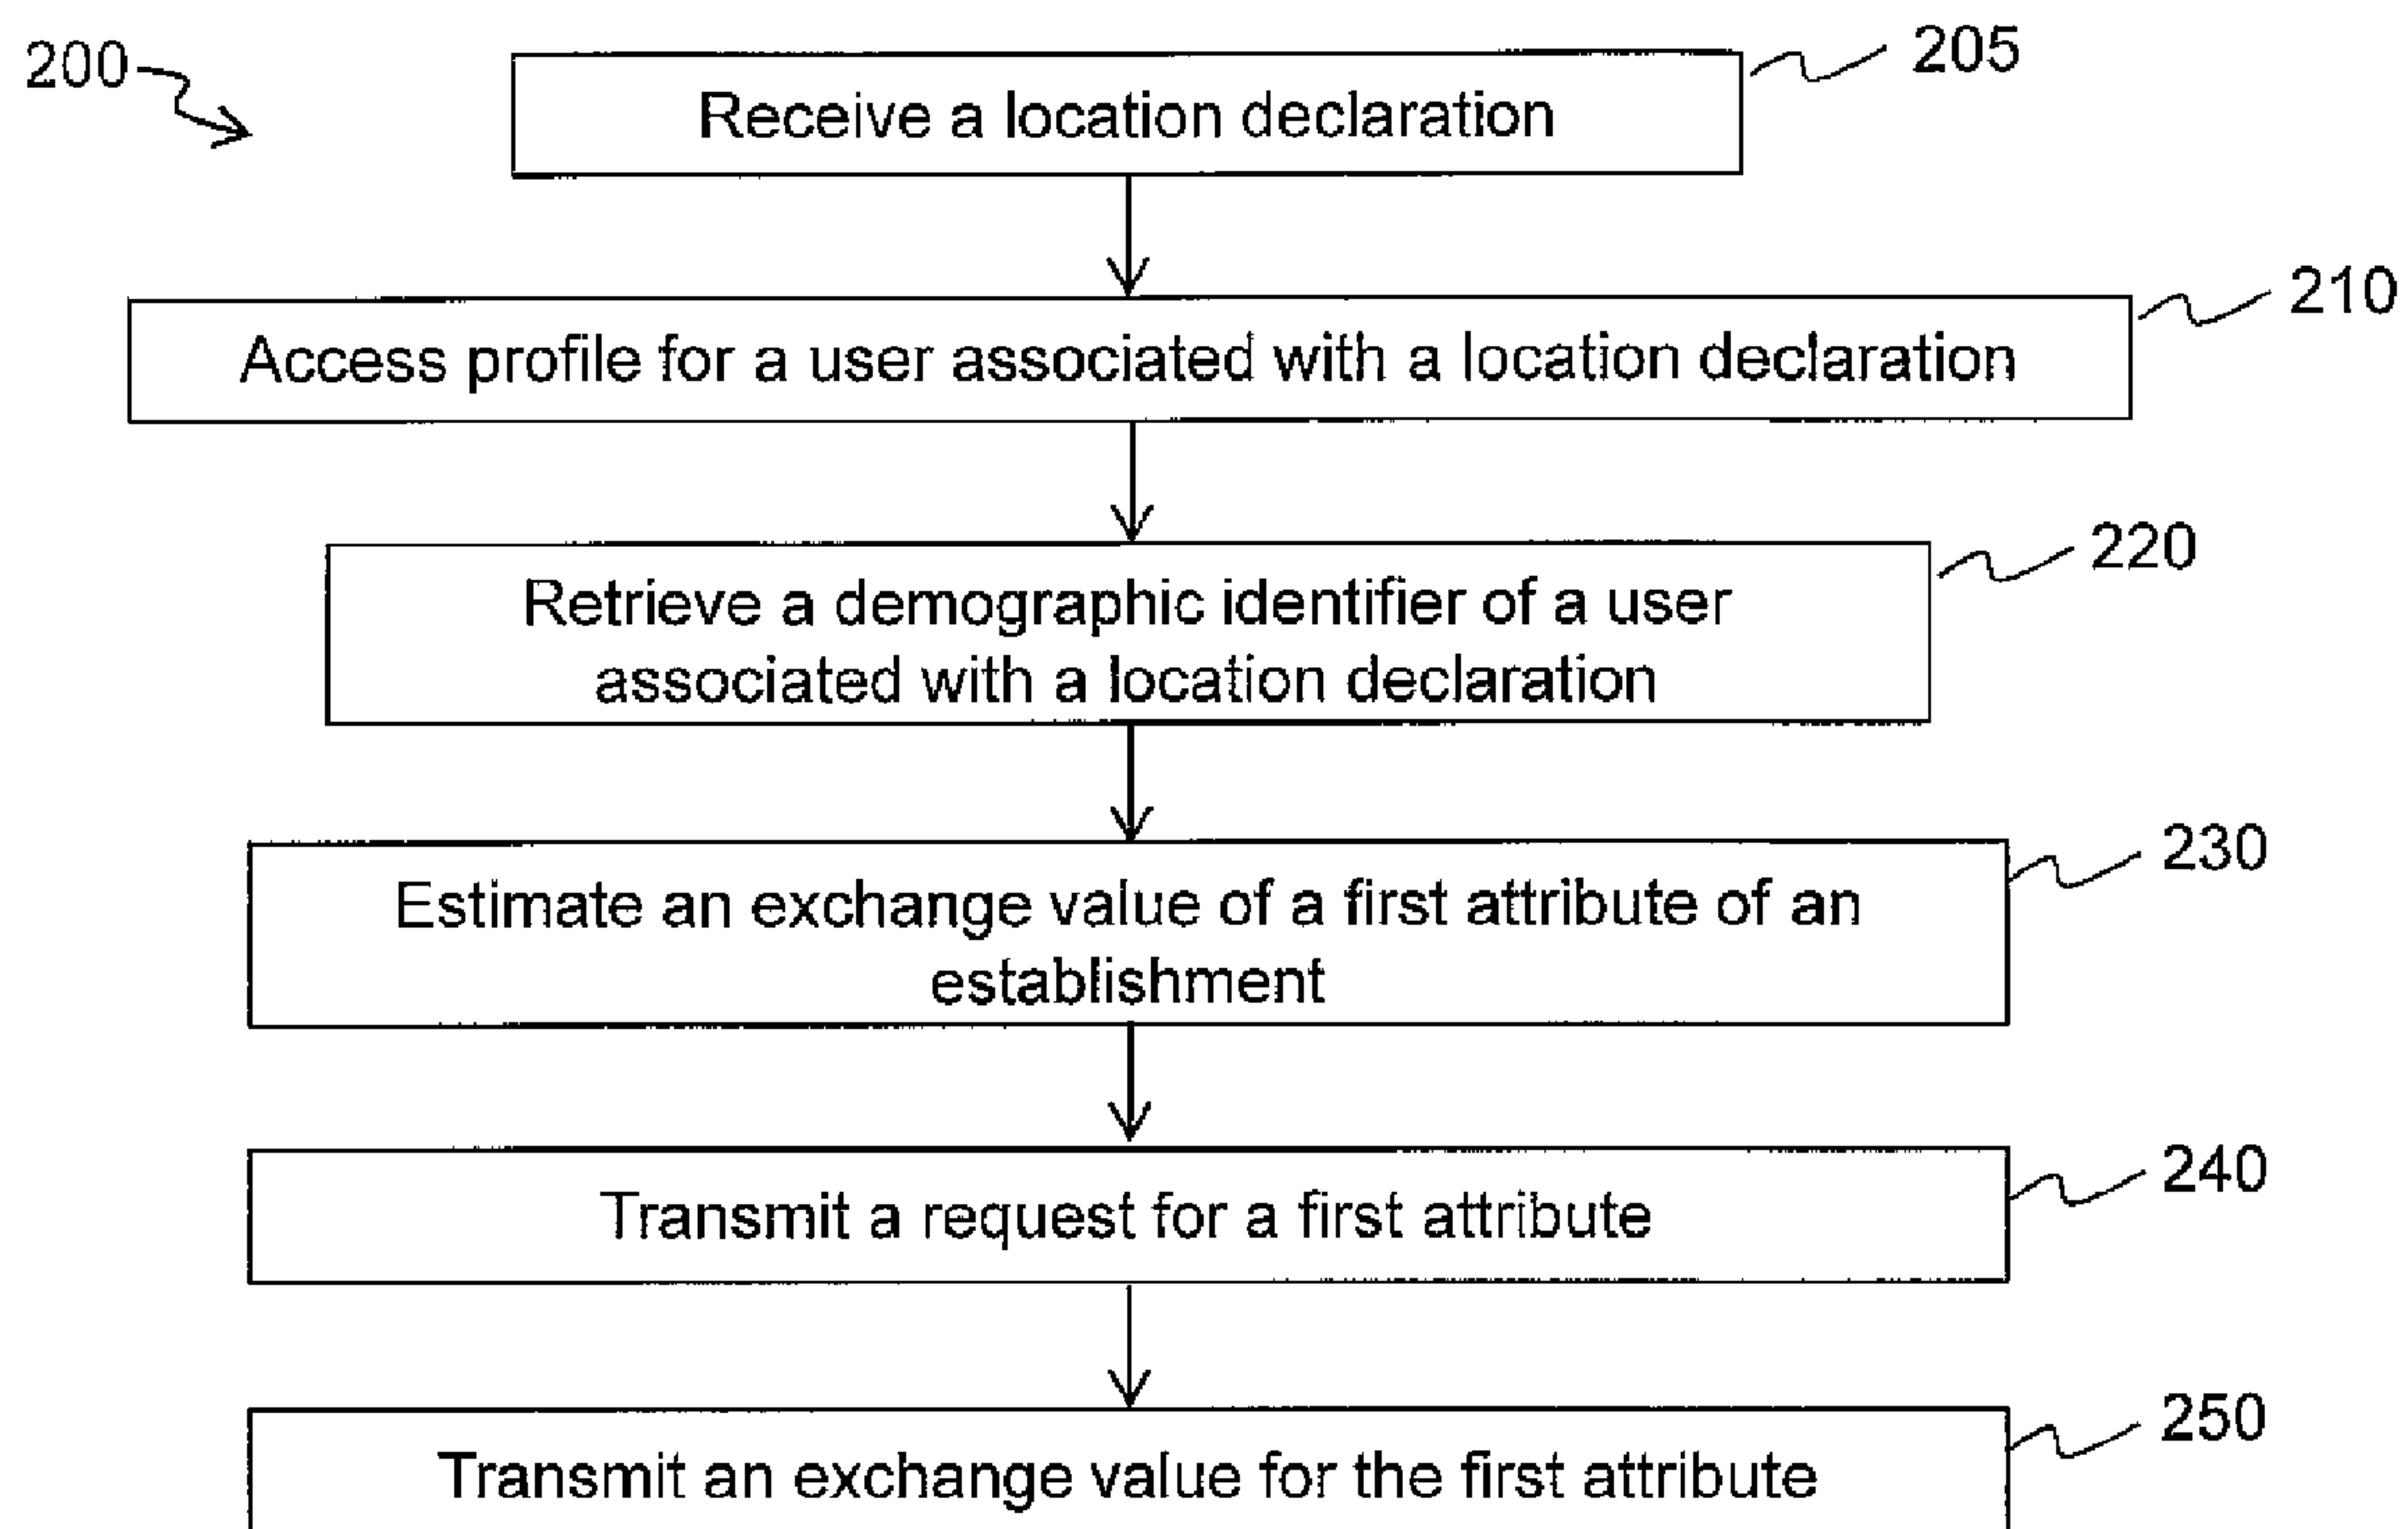 200
205
Receive a location declaration
210
Access profile for a user associated with a location declaration
220
Retrieve a demographic identifier of a user
associated with a location declaration
230
Estimate an exchange value of a first attribute of an
establishment
240
Transmit a request for a first attribute
250
Transmit an exchange value for the first attribute